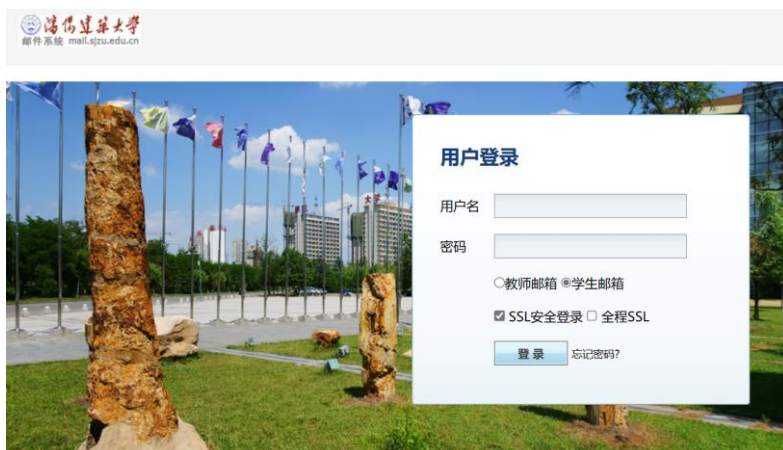 沈阳建筑大学
邮件系统 mail.sjzu.edu.cn
大学
用户登录
用户名
密码
教师邮箱 学生邮箱
SSL安全登录 全程SSL
登 录 忘记密码?